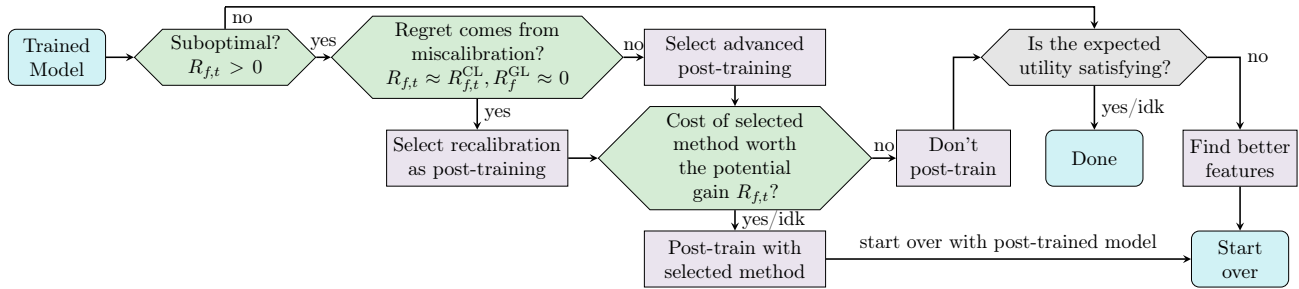 no
Trained
Model
Suboptimal?
R_{f,t} > 0
yes
Regret comes from
miscalibration?
R_{f,t} ≈ R^{CL}_{f,t}, R^{GL}_f ≈ 0
no
Select advanced
post-training
Is the expected
utility satisfying?
no
yes
Select recalibration
as post-training
Cost of selected
method worth
the potential
gain R_{f,t}?
no
Don't
post-train
yes/idk
Done
Find better
features
yes/idk
Post-train with
selected method
start over with post-trained model
Start
over